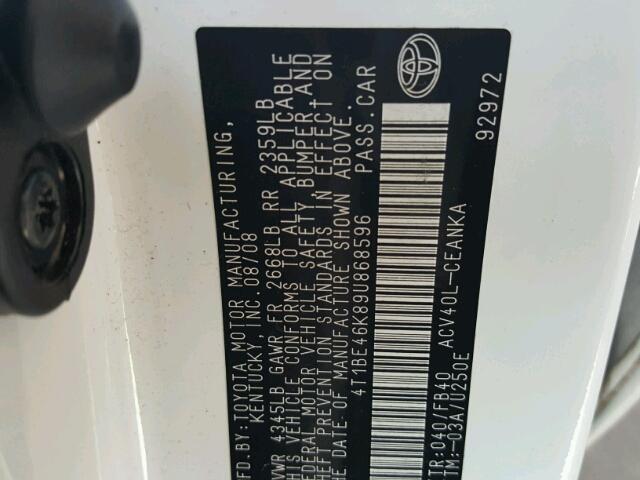 MFD.BY:TOYOTA MOTOR MANUFACTURING,
KENTUCKY, INC. 08/08
GVWR 4345LB GAWR FR 2668LB RR 2359LB
THIS VEHICLE CONFORMS TO ALL APPLICABLE
FEDERAL MOTOR VEHICLE SAFETY, BUMPER AND
THEFT PREVENTION STANDARDS IN EFFECT ON
THE DATE OF MANUFACTURE SHOWN ABOVE.
4T1BE46K89U868596 PASS.CAR
TR:040/FB40 ACV40L-CEANKA
TM:-03A/U250E
92972